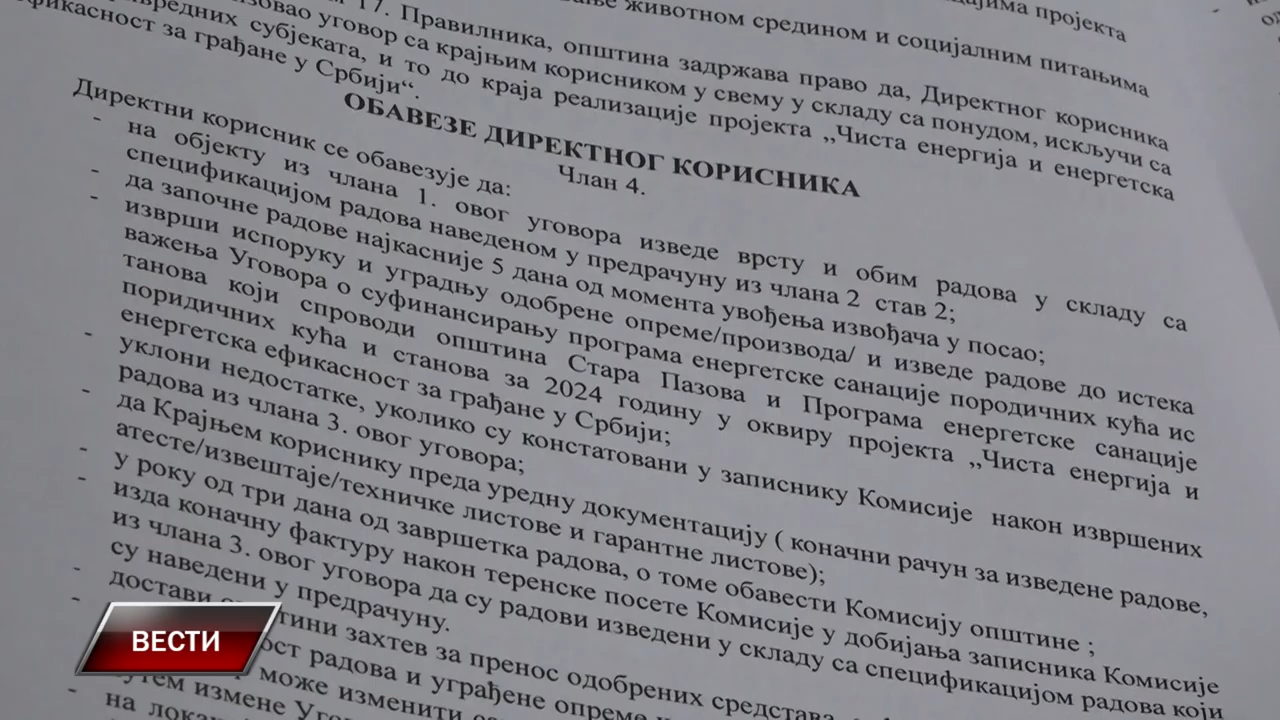 ање животном средином и социјалним питањима пројекта
17. Правилника, општина задржава право да, Директног корисника
уговор са крајњим корисником у свему у складу са понудом, искључи са
субјеката, и то до краја реализације пројекта ,,Чиста енергија и енергетска
за грађане у Србији“.
ОБАВЕЗЕ ДИРЕКТНОГ КОРИСНИКА
Члан 4.
Директни корисник се обавезује да:
- на објекту из члана 1. овог уговора изведе врсту и обим радова у складу са
спецификацијом радова наведеном у предрачуну из члана 2 став 2;
- да започне радове најкасније 5 дана од момента увођења извођача у посао;
- изврши испоруку и уградњу одобрене опреме/производа/ и изведе радове до истека
важења Уговора о суфинансирању програма енергетске санације породичних кућа ис
танова који спроводи општина Стара Пазова и Програма енергетске санације
поридичних кућа и станова за 2024 годину у оквиру пројекта ,,Чиста енергија и
енергетска ефикасност за грађане у Србији;
- уклони недостатке, уколико су констатовани у записнику Комисије након извршених
радова из члана 3. овог уговора;
- да Крајњем кориснику преда уредну документацију ( коначни рачун за изведене радове,
атесте/извештаје/техничке листове и гарантне листове);
- у року од три дана од завршетка радова, о томе обавести Комисију општине ;
- изда коначну фактуру након теренске посете Комисије у добијања записника Комисије
из члана 3. овог уговора да су радови изведени у складу са спецификацијом радова који
су наведени у предрачуну.
- достави захтев за пренос одобрених средстава
радова и уграђене опреме
може изменити
измене
на
ВЕСТИ